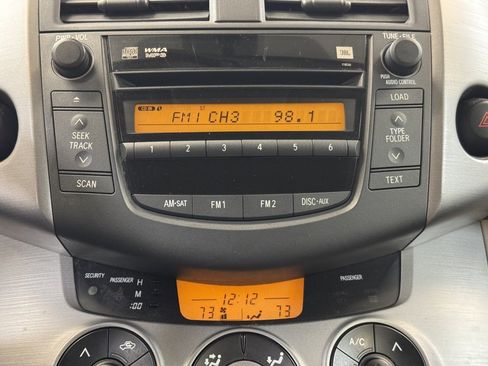 PWR•VOL
WMA
MP3
JBL
TUNE•FILE
PUSH
AUDIO CONTROL
LOAD
ST
FM1 CH3 98.1
SEEK
TRACK
TYPE
FOLDER
1 2 3 4 5 6
SCAN
TEXT
AM•SAT FM1 FM2 DISC•AUX
SECURITY PASSENGER H
M
:00
PASSENGER
12:12
73 73
A/C